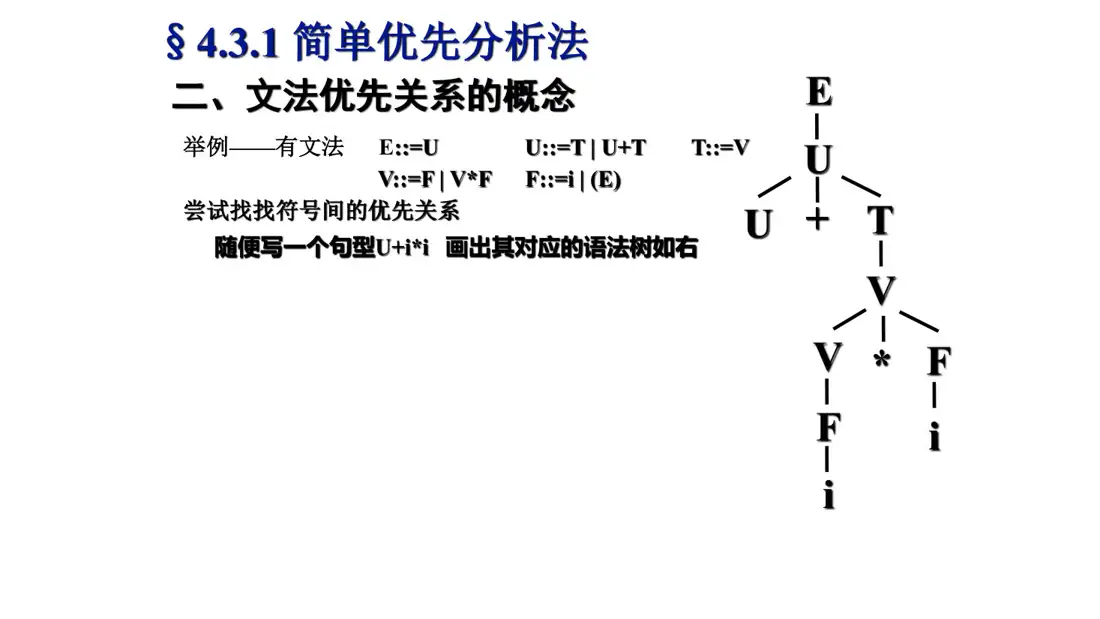 § 4.3.1 简单优先分析法
二、文法优先关系的概念
举例——有文法 E::=U U::=T | U+T T::=V
V::=F | V*F F::=i | (E)
尝试找找符号间的优先关系
随便写一个句型U+i*i 画出其对应的语法树如右
E
U
U + T
V
V * F
F i
i